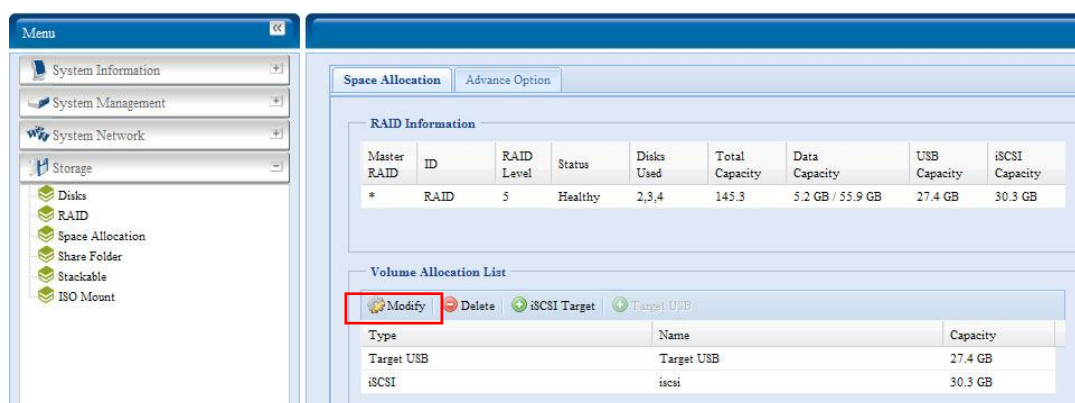 Menu
System Information
System Management
System Network
Storage
Disks
RAID
Space Allocation
Share Folder
Stackable
ISO Mount
Space Allocation Advance Option
RAID Information
Master RAID ID RAID Level Status Disks Used Total Capacity Data Capacity USB Capacity iSCSI Capacity
* RAID 5 Healthy 2,3,4 145.3 5.2 GB / 55.9 GB 27.4 GB 30.3 GB
Volume Allocation List
Modify Delete iSCSI Target Target USB
Type Name Capacity
Target USB Target USB 27.4 GB
iSCSI iscsi 30.3 GB